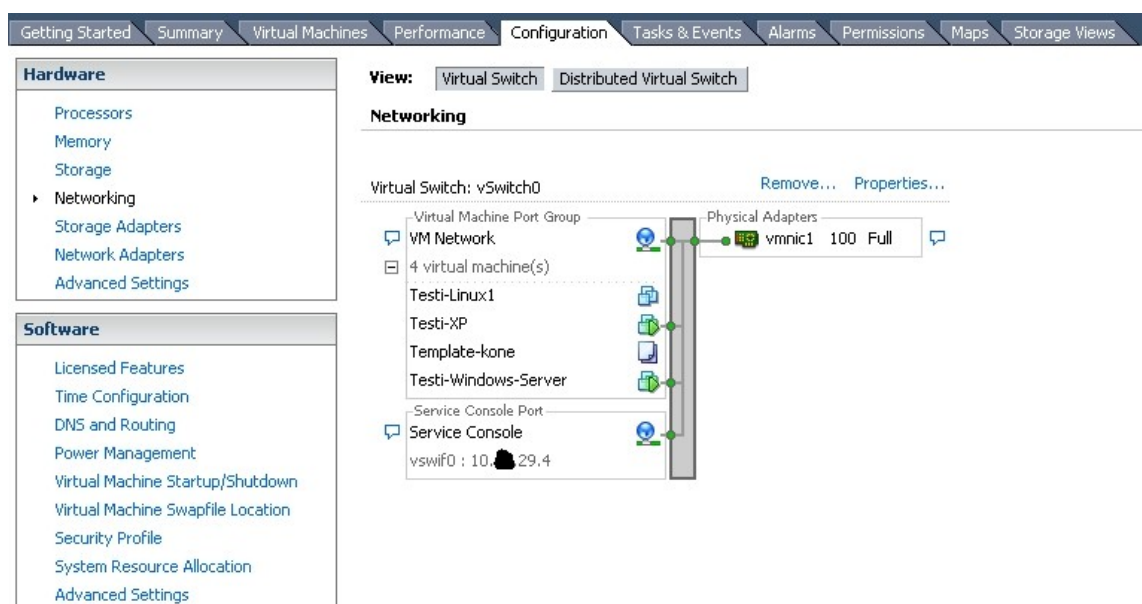 Getting Started Summary Virtual Machines Performance Configuration Tasks & Events Alarms Permissions Maps Storage Views
Hardware
Processors
Memory
Storage
Networking
Storage Adapters
Network Adapters
Advanced Settings
Software
Licensed Features
Time Configuration
DNS and Routing
Power Management
Virtual Machine Startup/Shutdown
Virtual Machine Swapfile Location
Security Profile
System Resource Allocation
Advanced Settings
View: Virtual Switch Distributed Virtual Switch
Networking
Virtual Switch: vSwitch0 Remove... Properties...
Virtual Machine Port Group
VM Network
4 virtual machine(s)
Testi-Linux1
Testi-XP
Template-kone
Testi-Windows-Server
Service Console Port
Service Console
vswif0 : 10. .29.4
Physical Adapters
vmnic1 100 Full